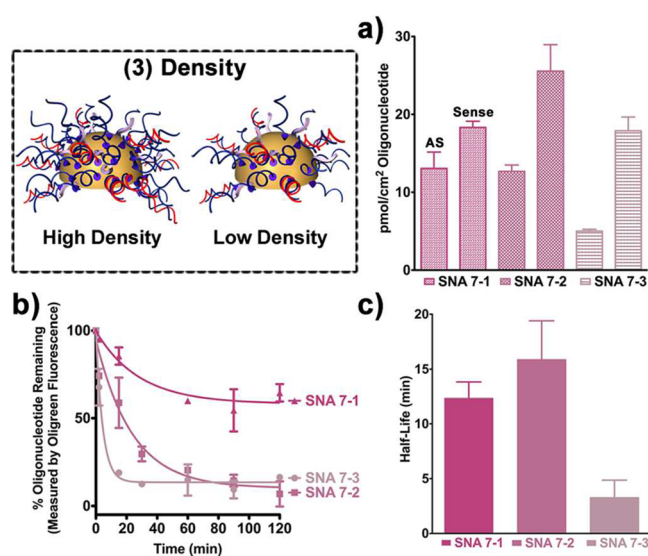 (3) Density
High Density
Low Density
a)
pmol/cm² Oligonucleotide
30
20
10
0
AS
Sense
SNA 7-1
SNA 7-2
SNA 7-3
b)
% Oligonucleotide Remaining
(Measured by Oligreen Fluorescence)
100
50
0
SNA 7-1
SNA 7-3
SNA 7-2
0
20
40
60
80
100
120
Time (min)
c)
Half-Life (min)
20
15
10
5
0
SNA 7-1
SNA 7-2
SNA 7-3